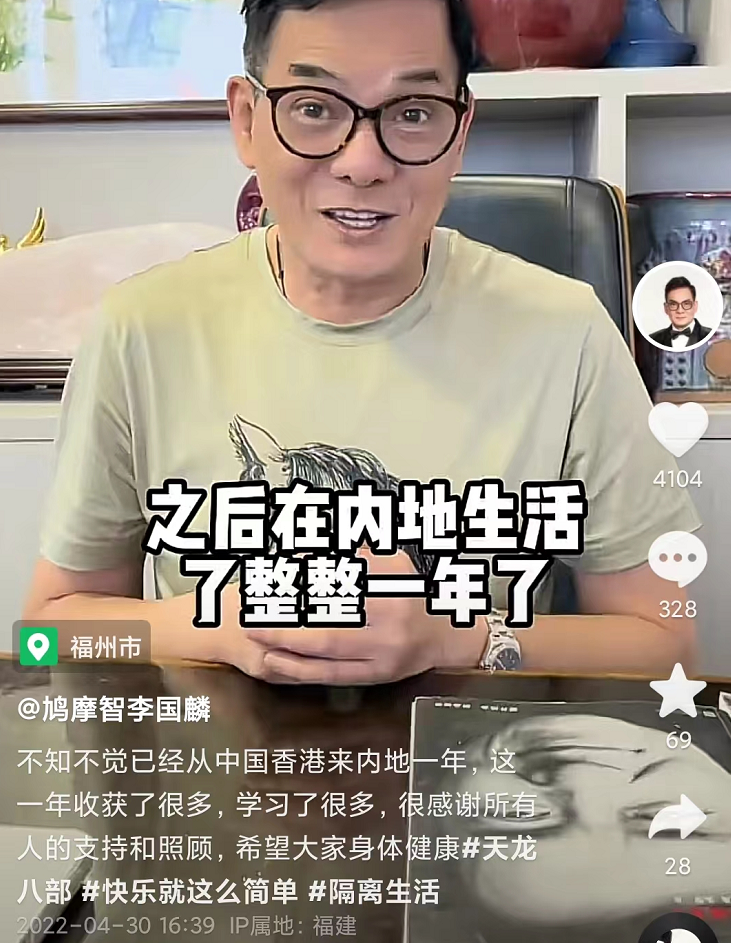 之后在内地生活
了整整一年了
4104
328
福州市
@鸠摩智李国麟
69
不知不觉已经从中国香港来内地一年，这
一年收获了很多，学习了很多，很感谢所有
人的支持和照顾，希望大家身体健康#天龙
八部 #快乐就这么简单 #隔离生活
28
2022-04-30 16:39 IP属地：福建